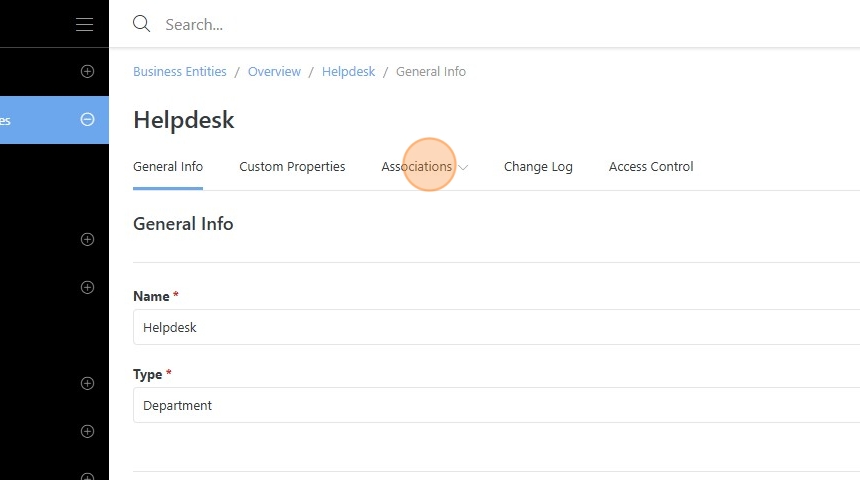 Search...
es
Business Entities / Overview / Helpdesk / General Info
Helpdesk
General Info Custom Properties Associations Change Log Access Control
General Info
Name *
Helpdesk
Type *
Department